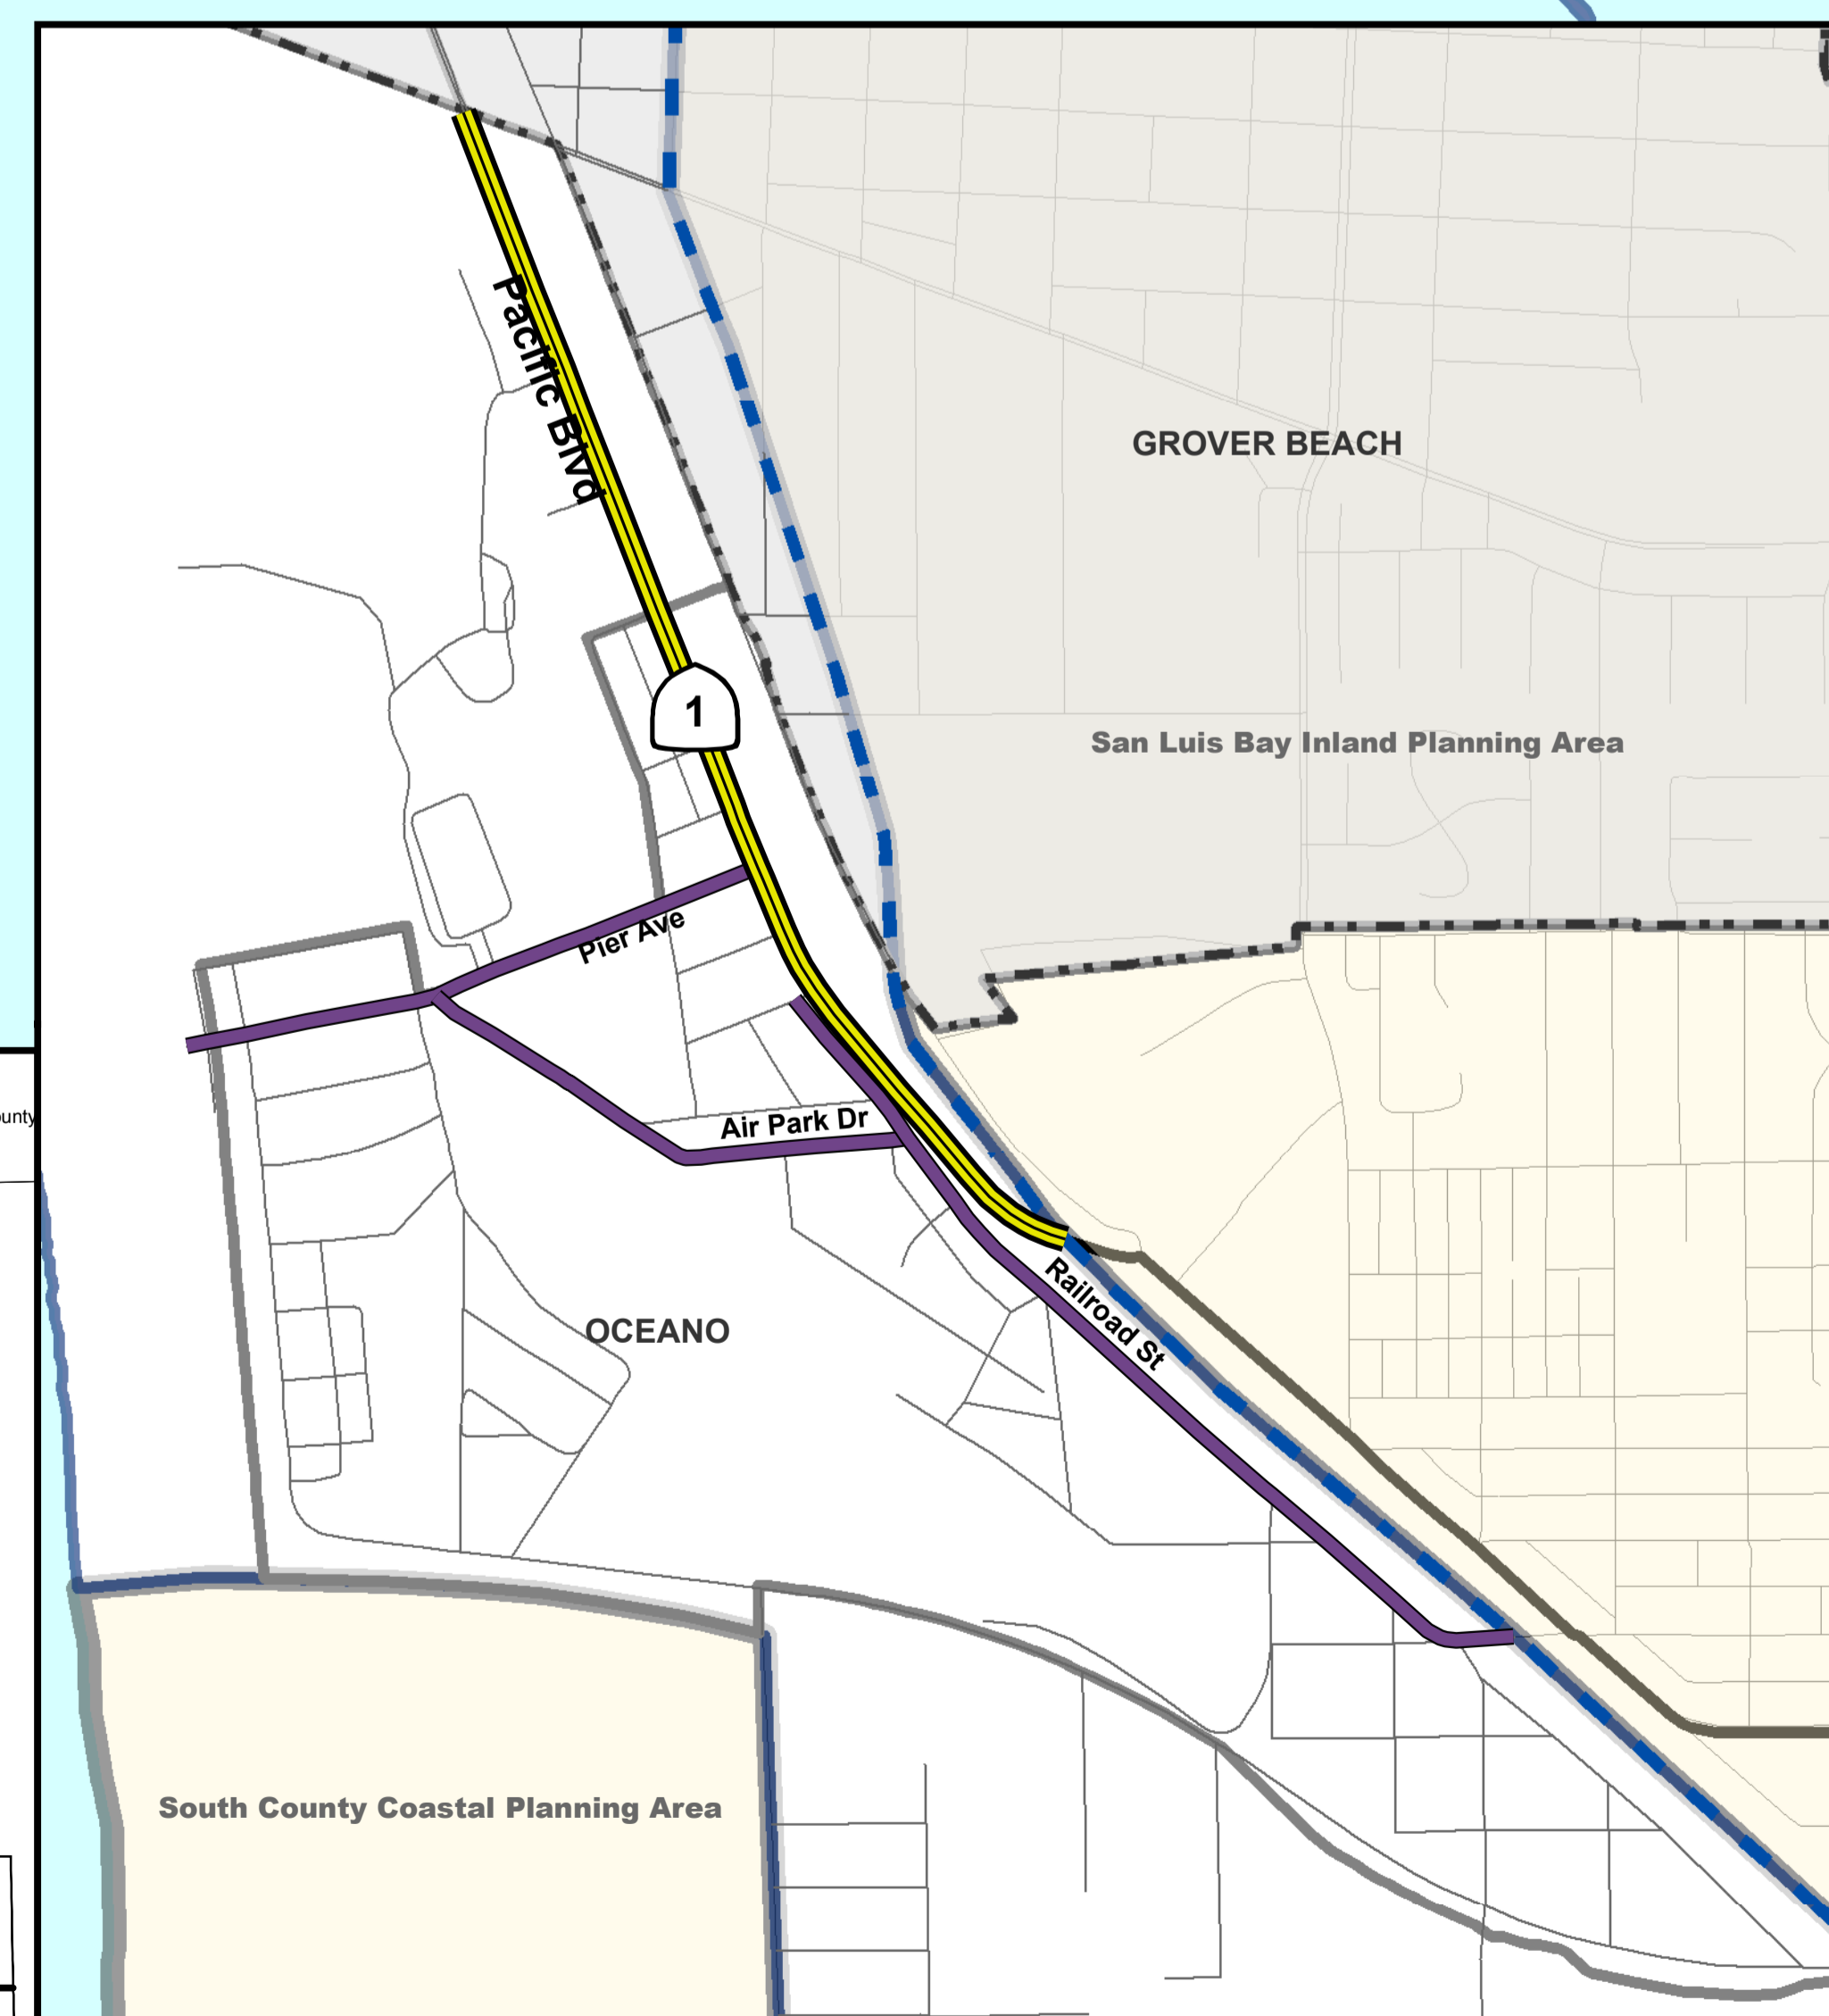 Pacific Blvd
GROVER BEACH
1
San Luis Bay Inland Planning Area
Pier Ave
Air Park Dr
Railroad St
OCEANO
South County Coastal Planning Area